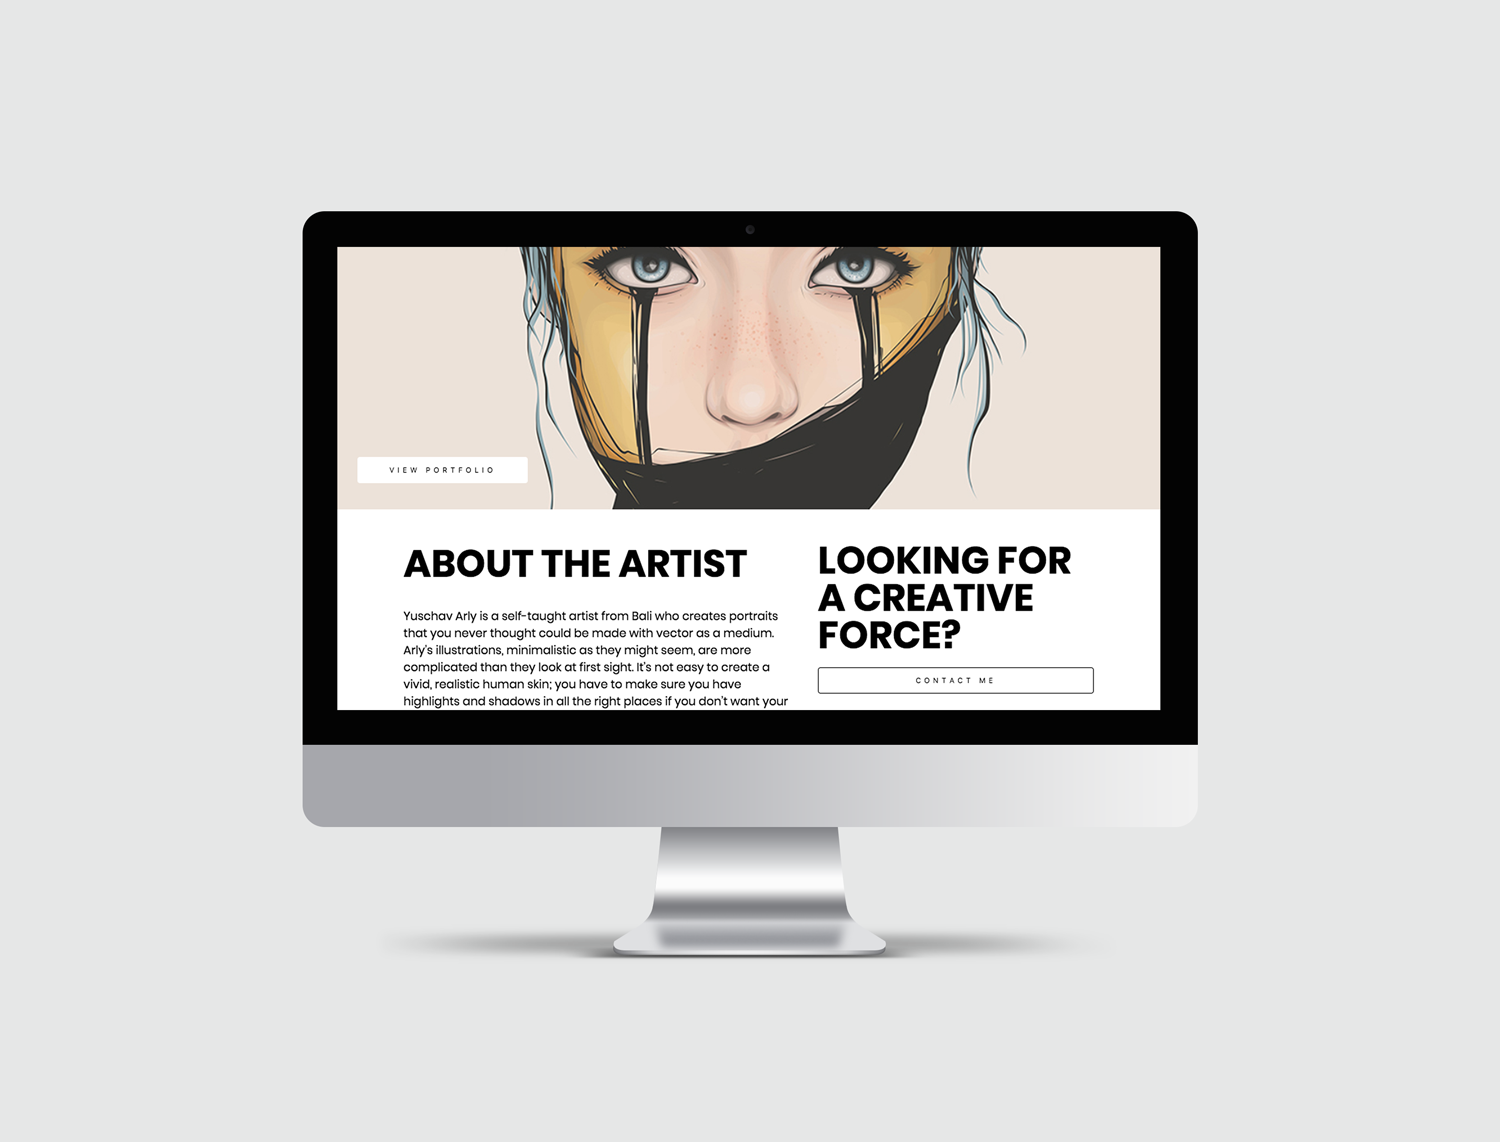 VIEW PORTFOLIO
ABOUT THE ARTIST
Yuschav Arly is a self-taught artist from Bali who creates portraits
that you never thought could be made with vector as a medium.
Arly's illustrations, minimalistic as they might seem, are more
complicated than they look at first sight. It's not easy to create a
vivid, realistic human skin; you have to make sure you have
highlights and shadows in all the right places if you don't want your
LOOKING FOR
A CREATIVE
FORCE?
CONTACT ME